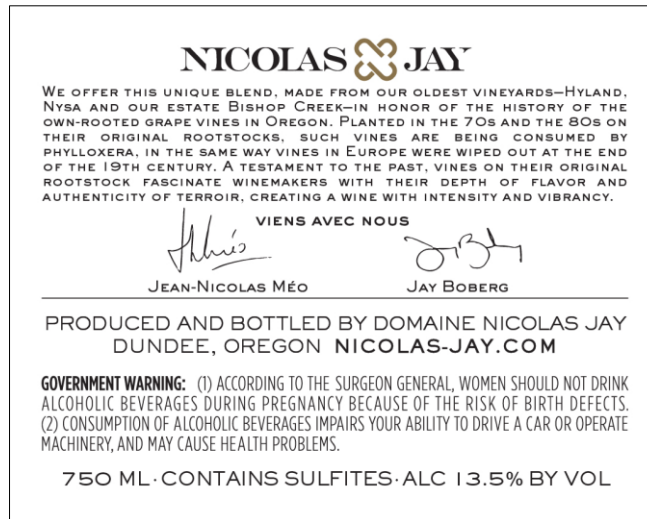 NICOLAS JAY
WE OFFER THIS UNIQUE BLEND, MADE FROM OUR OLDEST VINEYARDS–HYLAND,
NYSA AND OUR ESTATE BISHOP CREEK–IN HONOR OF THE HISTORY OF THE
OWN-ROOTED GRAPE VINES IN OREGON. PLANTED IN THE 70S AND THE 80S ON
THEIR ORIGINAL ROOTSTOCKS, SUCH VINES ARE BEING CONSUMED BY
PHYLLOXERA, IN THE SAME WAY VINES IN EUROPE WERE WIPED OUT AT THE END
OF THE 19TH CENTURY. A TESTAMENT TO THE PAST, VINES ON THEIR ORIGINAL
ROOTSTOCK FASCINATE WINEMAKERS WITH THEIR DEPTH OF FLAVOR AND
AUTHENTICITY OF TERROIR, CREATING A WINE WITH INTENSITY AND VIBRANCY.
VIENS AVEC NOUS
JEAN-NICOLAS MÉO JAY BOBERG
PRODUCED AND BOTTLED BY DOMAINE NICOLAS JAY
DUNDEE, OREGON NICOLAS-JAY.COM
GOVERNMENT WARNING: (1) ACCORDING TO THE SURGEON GENERAL, WOMEN SHOULD NOT DRINK
ALCOHOLIC BEVERAGES DURING PREGNANCY BECAUSE OF THE RISK OF BIRTH DEFECTS.
(2) CONSUMPTION OF ALCOHOLIC BEVERAGES IMPAIRS YOUR ABILITY TO DRIVE A CAR OR OPERATE
MACHINERY, AND MAY CAUSE HEALTH PROBLEMS.
750 ML·CONTAINS SULFITES·ALC 13.5% BY VOL